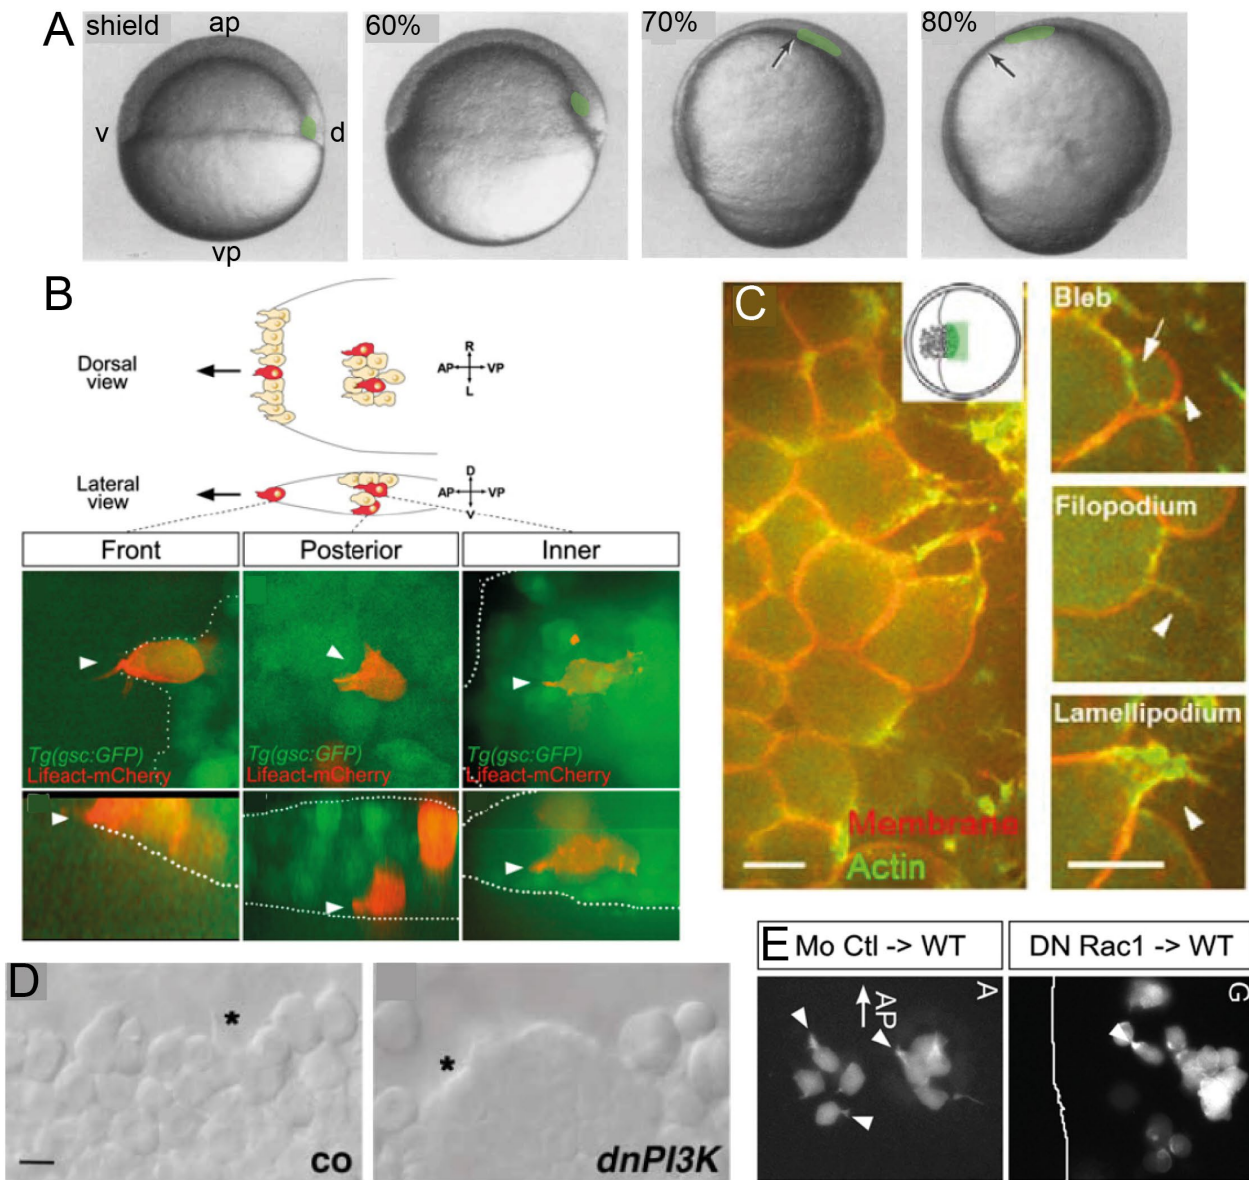 A
shield
ap
v
d
vp
60%
70%
80%
B
Dorsal
view
R
AP
VP
L
Lateral
view
D
AP
VP
V
Front
Posterior
Inner
Tg(gsc:GFP)
Lifeact-mCherry
Tg(gsc:GFP)
Lifeact-mCherry
Tg(gsc:GFP)
Lifeact-mCherry
C
Membrane
Actin
Bleb
Filopodium
Lamellipodium
D
*
co
*
dnPI3K
E
Mo Ctl -> WT
DN Rac1 -> WT
AP
A
G